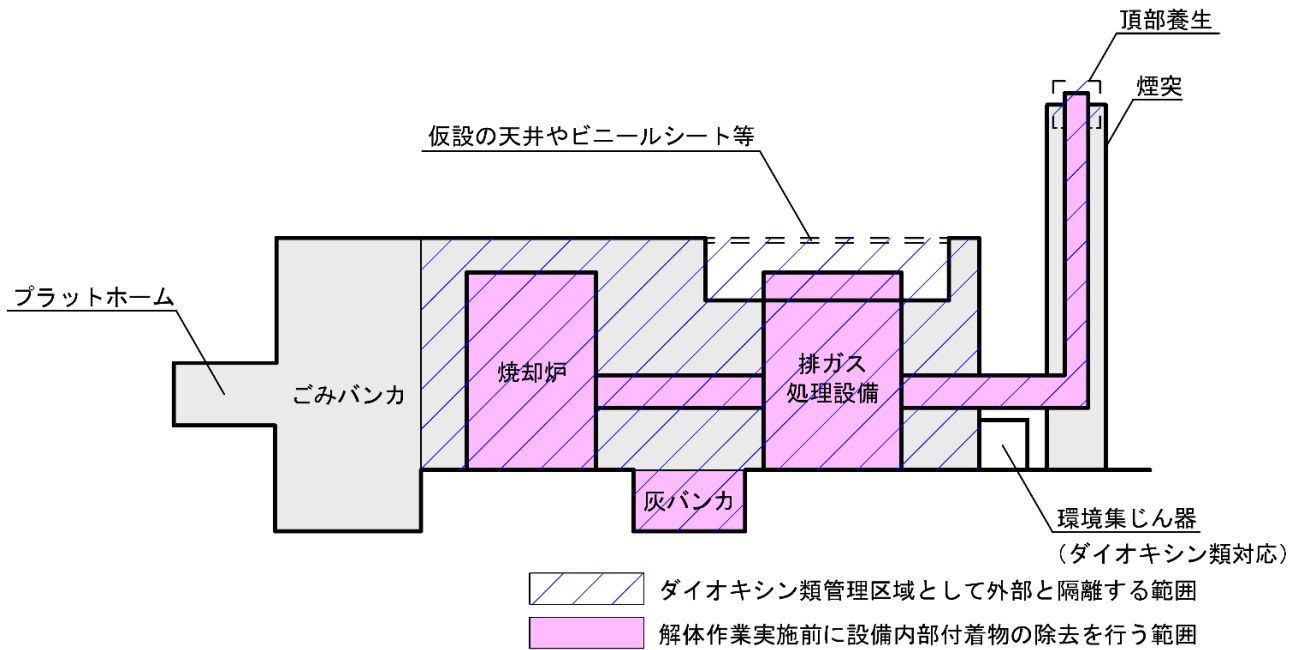 頂部養生
煙突
仮設の天井やビニールシート等
プラットホーム
ごみバンカ
焼却炉
排ガス
処理設備
灰バンカ
環境集じん器
（ダイオキシン類対応）
ダイオキシン類管理区域として外部と隔離する範囲
解体作業実施前に設備内部付着物の除去を行う範囲